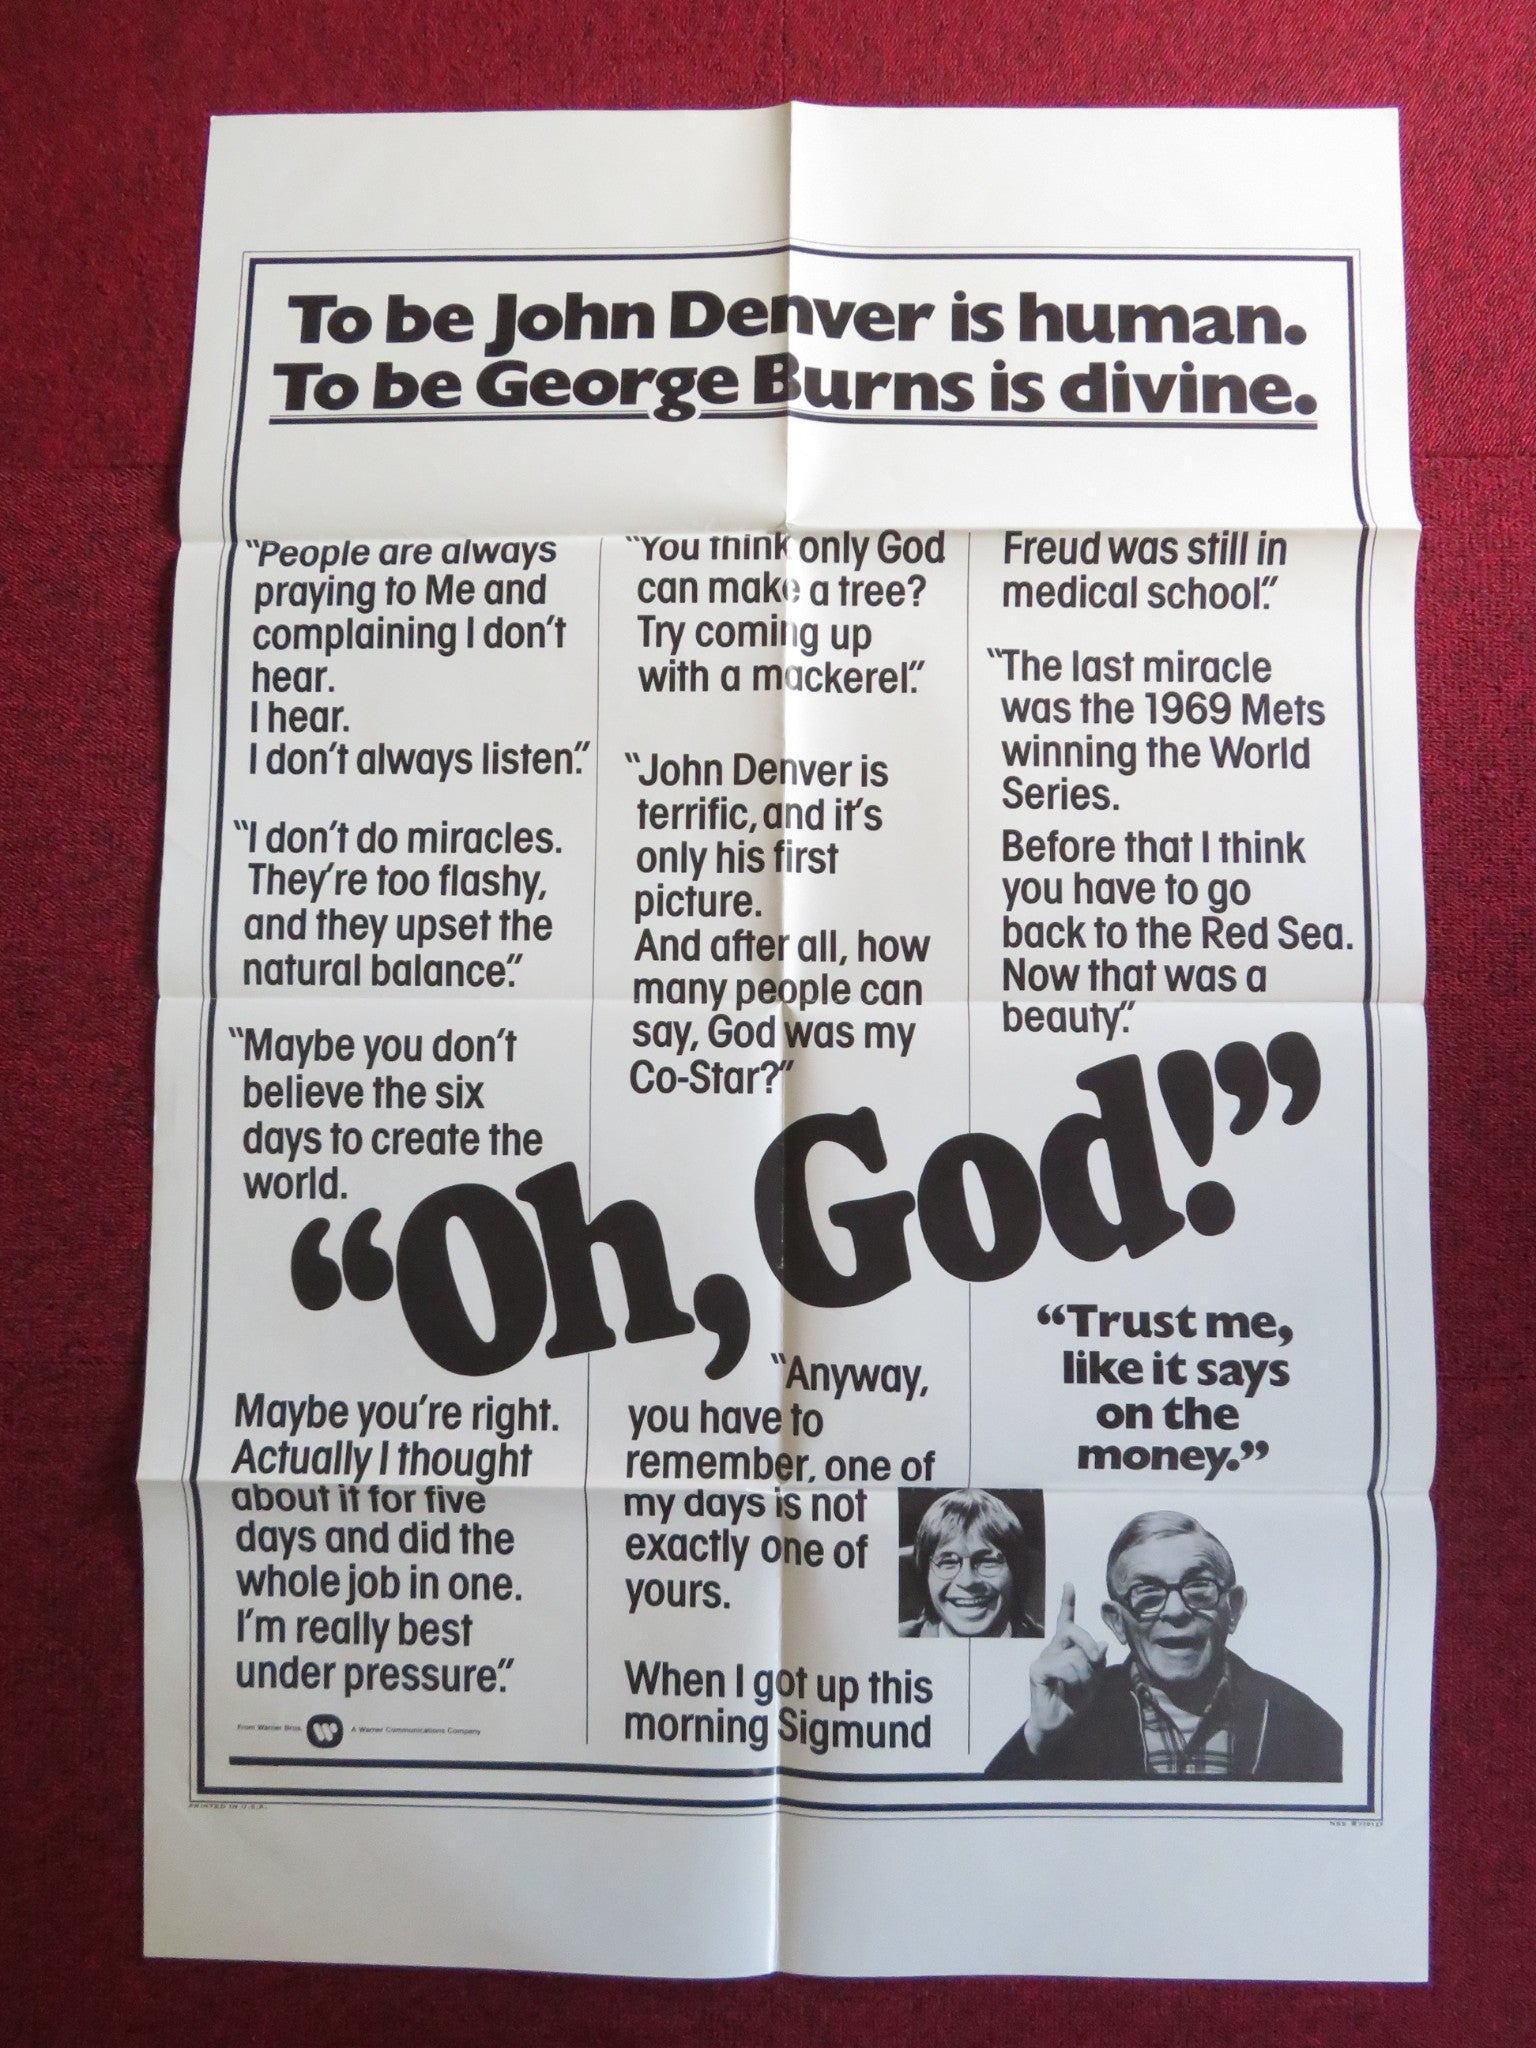 To be John Denver is human.
To be George Burns is divine.
"People are always
praying to Me and
complaining I don't
hear.
I hear.
I don't always listen."
"I don't do miracles.
They're too flashy,
and they upset the
natural balance."
"Maybe you don't
believe the six
days to create the
world.
Maybe you're right.
Actually I thought
about it for five
days and did the
whole job in one.
I'm really best
under pressure."
"You think only God
can make a tree?
Try coming up
with a mackerel."
"John Denver is
terrific, and it's
only his first
picture.
And after all, how
many people can
say, God was my
Co-Star?"
"Oh, God!"
"Anyway,
you have to
remember, one of
my days is not
exactly one of
yours.
When I got up this
morning Sigmund
Freud was still in
medical school."
"The last miracle
was the 1969 Mets
winning the World
Series.
Before that I think
you have to go
back to the Red Sea.
Now that was a
beauty."
"Trust me,
like it says
on the
money."
From Warner Bros. A Warner Communications Company
PRINTED IN U.S.A.